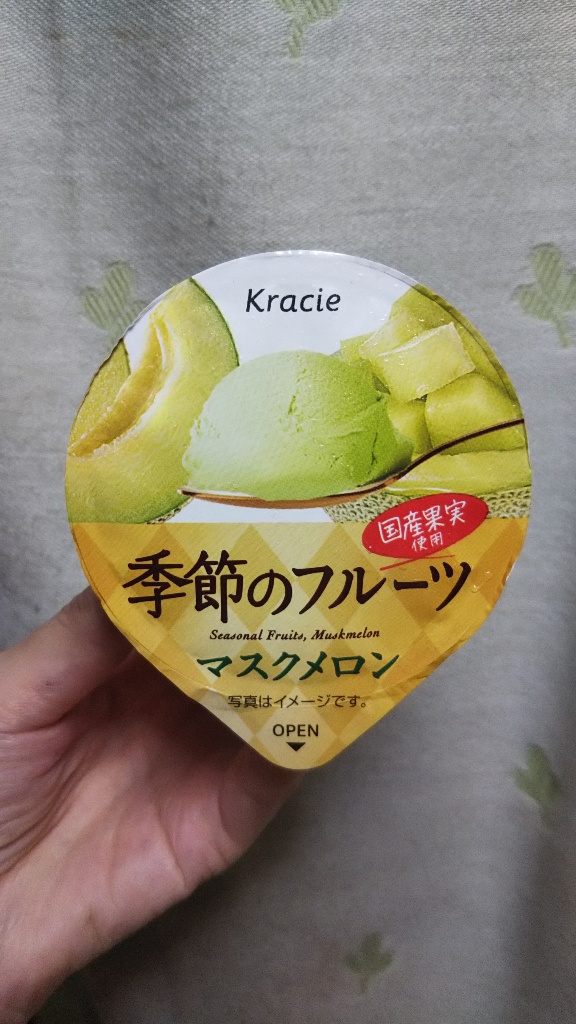 Kracie
国産果実
使用
季節のフルーツ
Seasonal Fruits, Muskmelon
マスクメロン
写真はイメージです。
OPEN